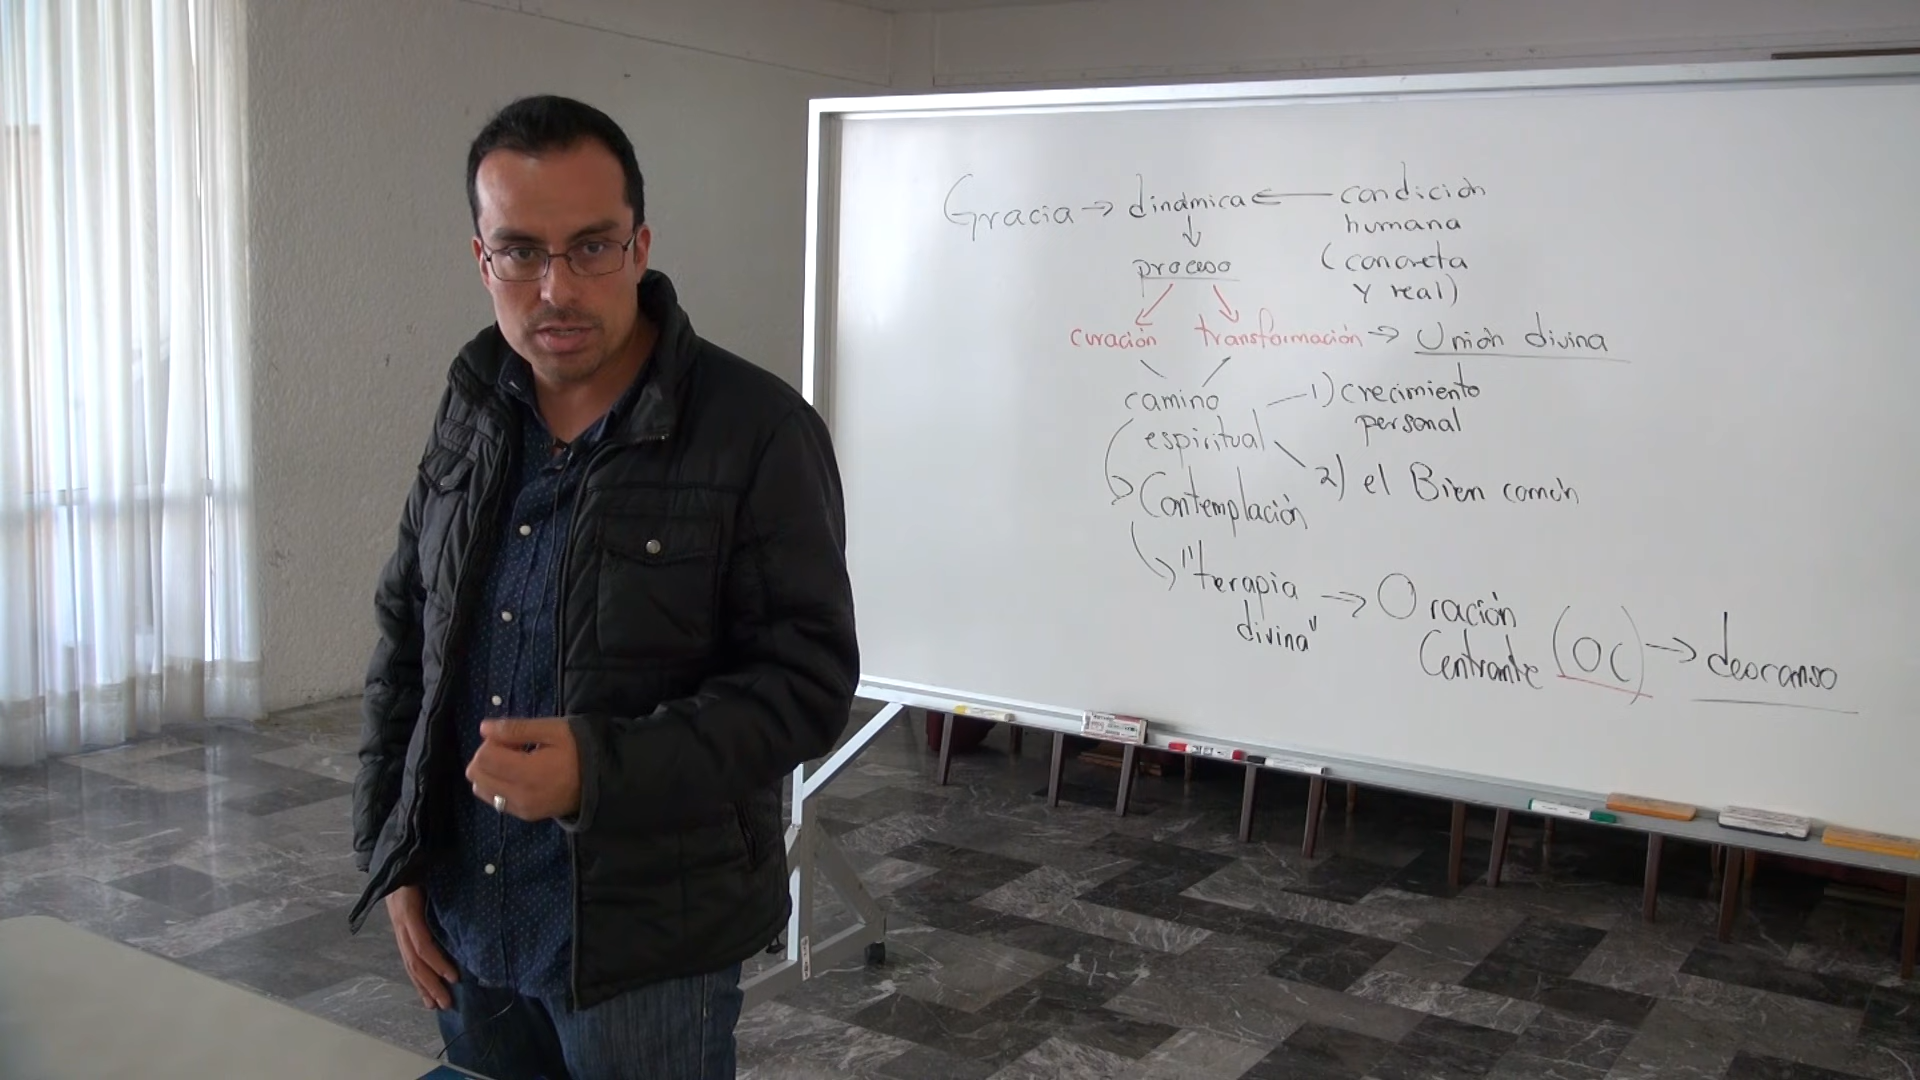 Gracia → dinámica ← condición
humana
(concreta
y real)
↓
proceso
curación transformación → Unión divina
camino
espiritual
1) crecimiento
personal
2) el Bien común
Contemplación
"terapia
divina" → Oración
Centrante (OC) → descanso